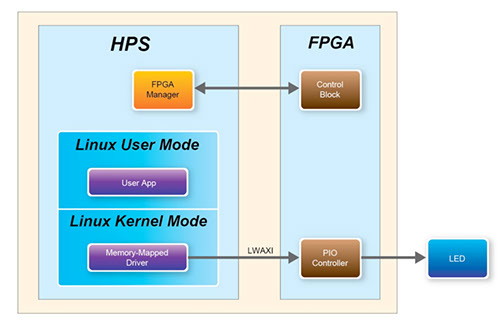 HPS
FPGA
FPGA
Manager
Control
Block
Linux User Mode
User App
Linux Kernel Mode
Memory-Mapped
Driver
LWAXI
PIO
Controller
LED